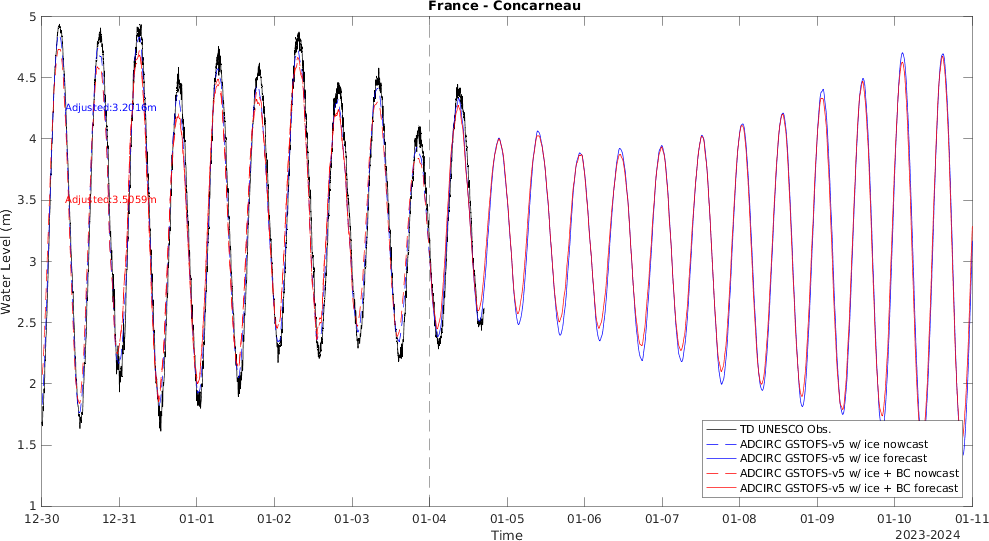 France - Concarneau
Water Level (m)
5
4.5
4
3.5
3
2.5
2
1.5
1
Adjusted:3.2016m
Adjusted:3.5059m
TD UNESCO Obs.
ADCIRC GSTOFS-v5 w/ ice nowcast
ADCIRC GSTOFS-v5 w/ ice forecast
ADCIRC GSTOFS-v5 w/ ice + BC nowcast
ADCIRC GSTOFS-v5 w/ ice + BC forecast
12-30 12-31 01-01 01-02 01-03 01-04 01-05 01-06 01-07 01-08 01-09 01-10 01-11
Time
2023-2024